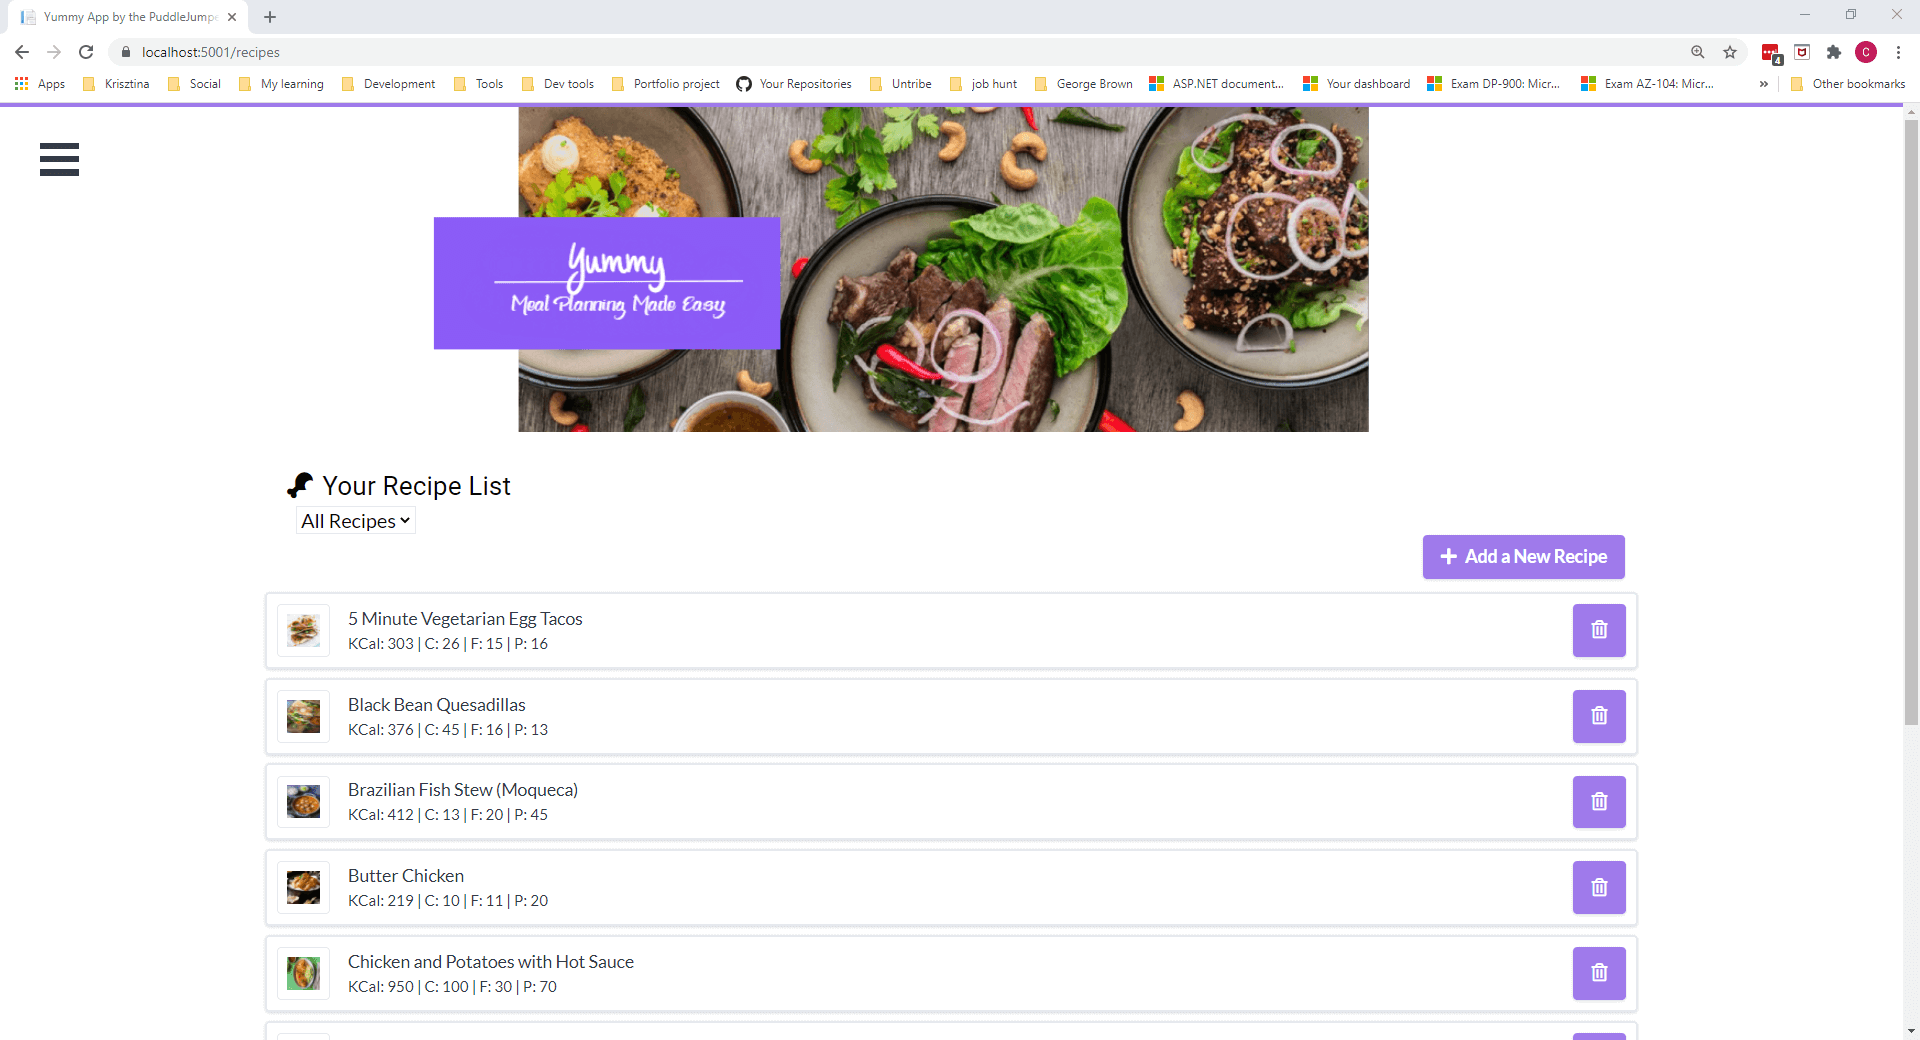 Yummy App by the PuddleJumpe
localhost:5001/recipes
C
4
Apps
Krisztina
Social
My learning
Development
Tools
Dev tools
Portfolio project
Your Repositories
Untribe
job hunt
George Brown
ASP.NET document...
Your dashboard
Exam DP-900: Micr...
Exam AZ-104: Micr...
»
Other bookmarks
Yummy
Meal Planning Made Easy
Your Recipe List
All Recipes
+ Add a New Recipe
5 Minute Vegetarian Egg Tacos
KCal: 303 | C: 26 | F: 15 | P: 16
Black Bean Quesadillas
KCal: 376 | C: 45 | F: 16 | P: 13
Brazilian Fish Stew (Moqueca)
KCal: 412 | C: 13 | F: 20 | P: 45
Butter Chicken
KCal: 219 | C: 10 | F: 11 | P: 20
Chicken and Potatoes with Hot Sauce
KCal: 950 | C: 100 | F: 30 | P: 70